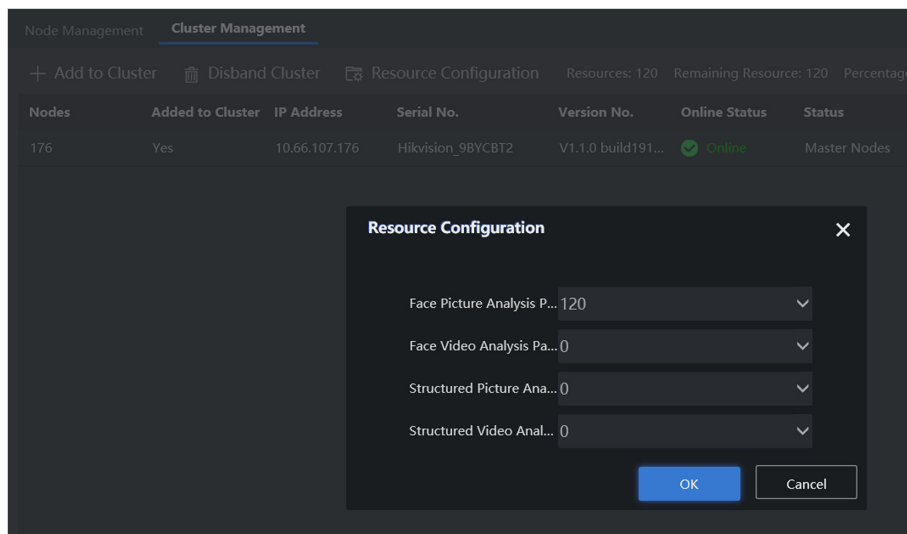 Node Management Cluster Management
Add to Cluster Disband Cluster Resource Configuration Resources: 120 Remaining Resource: 120 Percentage
Nodes Added to Cluster IP Address Serial No. Version No. Online Status Status
176 Yes 10.66.107.176 Hikvision_9BYCBT2 V1.1.0 build191... Online Master Nodes
Resource Configuration
Face Picture Analysis P... 120
Face Video Analysis Pa... 0
Structured Picture Ana... 0
Structured Video Anal... 0
OK Cancel